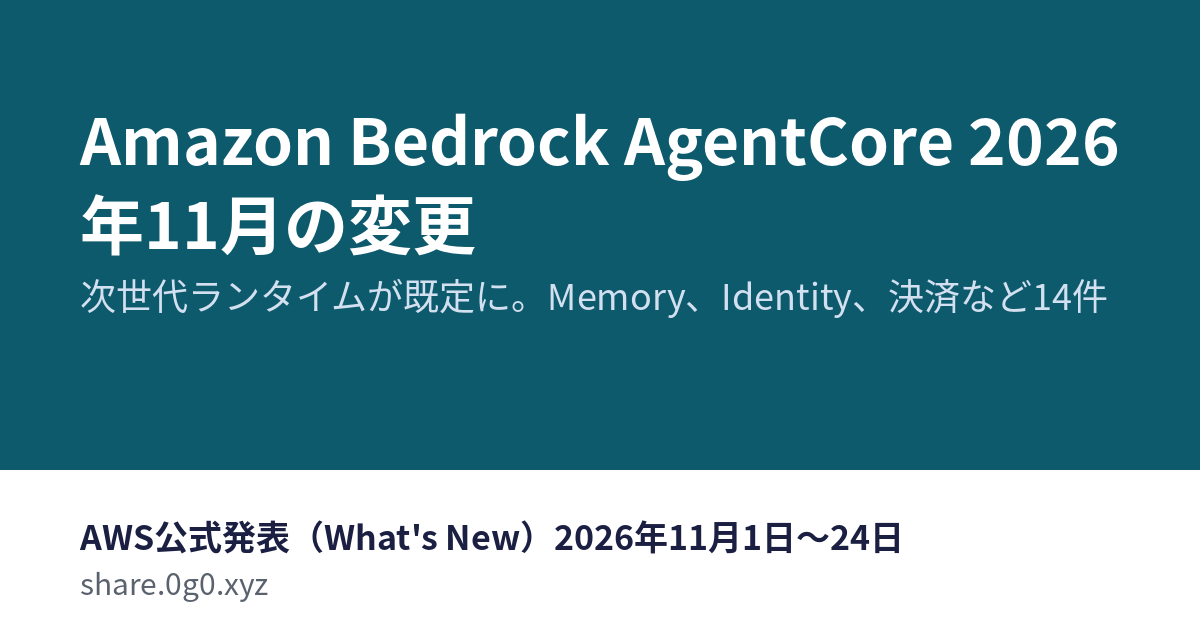 Amazon Bedrock AgentCore 2026
年11月の変更
次世代ランタイムが既定に。Memory、Identity、決済など14件
AWS公式発表（What's New）2026年11月1日〜24日
share.0g0.xyz